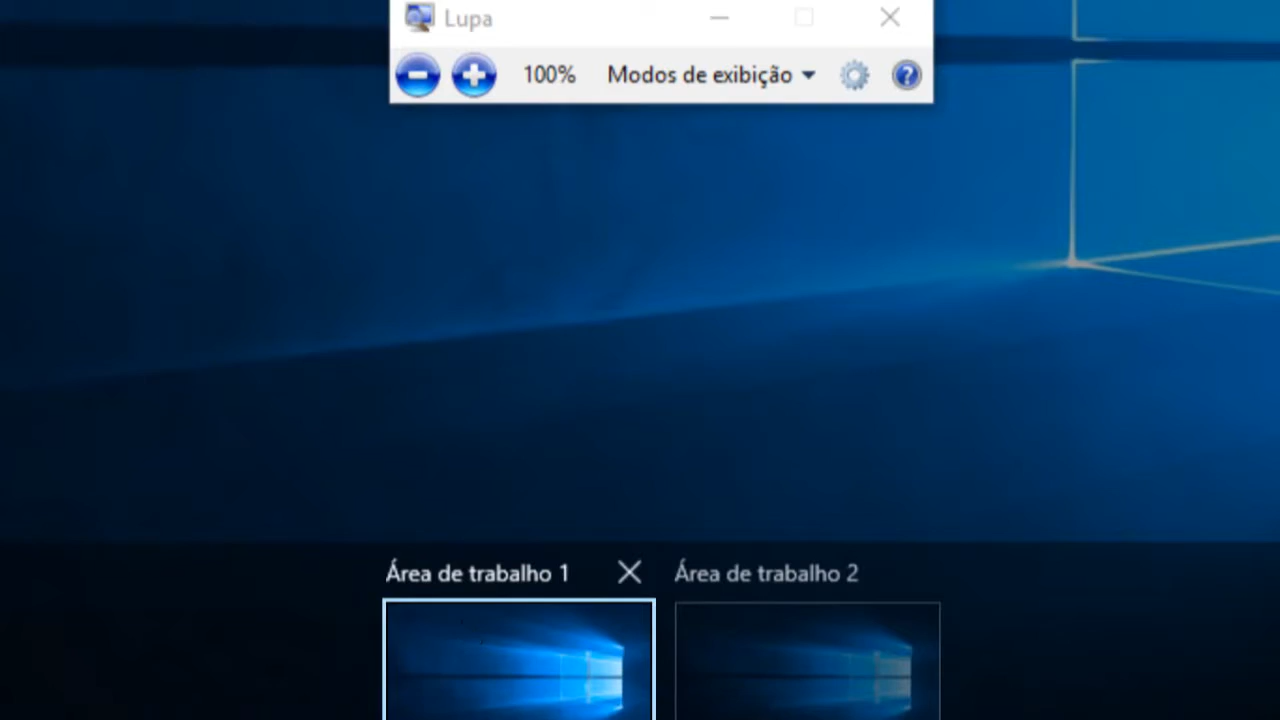 Lupa
100% Modos de exibição
Área de trabalho 1
Área de trabalho 2